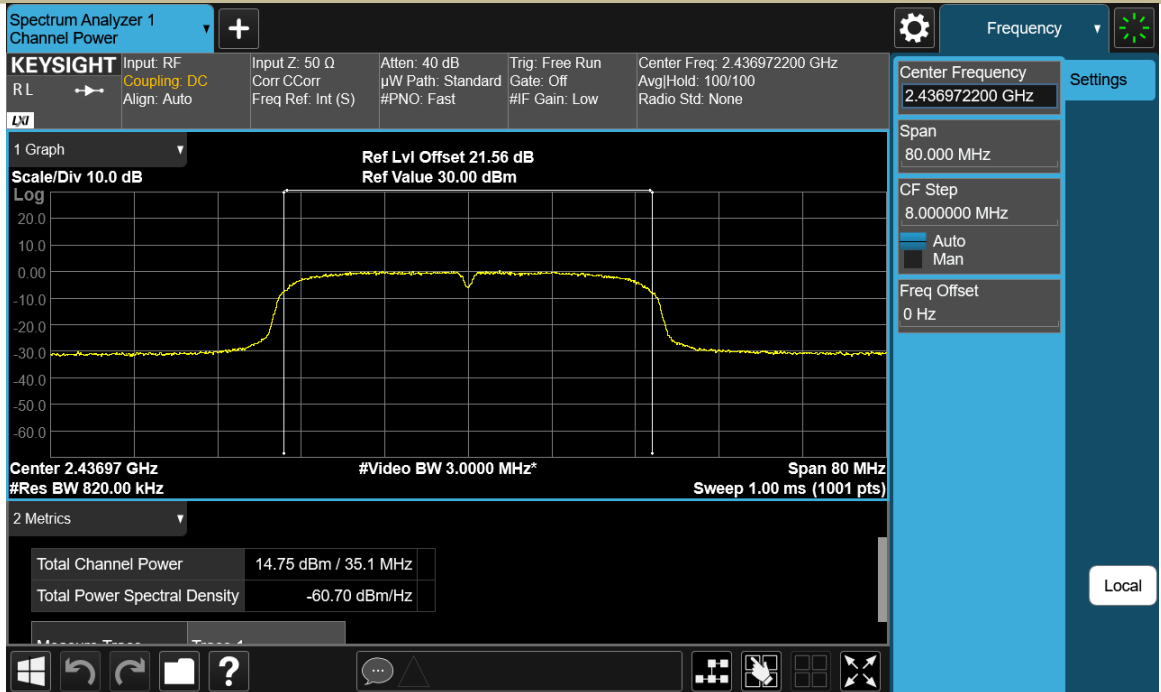 Spectrum Analyzer 1
Channel Power
Frequency
KEYSIGHT
R L
LXI
Input: RF
Coupling: DC
Align: Auto
Input Z: 50 Ω
Corr CCorr
Freq Ref: Int (S)
Atten: 40 dB
µW Path: Standard
#PNO: Fast
Trig: Free Run
Gate: Off
#IF Gain: Low
Center Freq: 2.436972200 GHz
Avg|Hold: 100/100
Radio Std: None
Center Frequency
2.436972200 GHz
Settings
Span
80.000 MHz
CF Step
8.000000 MHz
Auto
Man
Freq Offset
0 Hz
1 Graph
Scale/Div 10.0 dB
Ref Lvl Offset 21.56 dB
Ref Value 30.00 dBm
Log
20.0
10.0
0.00
-10.0
-20.0
-30.0
-40.0
-50.0
-60.0
Center 2.43697 GHz
#Video BW 3.0000 MHz*
Span 80 MHz
#Res BW 820.00 kHz
Sweep 1.00 ms (1001 pts)
2 Metrics
Total Channel Power 14.75 dBm / 35.1 MHz
Total Power Spectral Density -60.70 dBm/Hz
Local
?